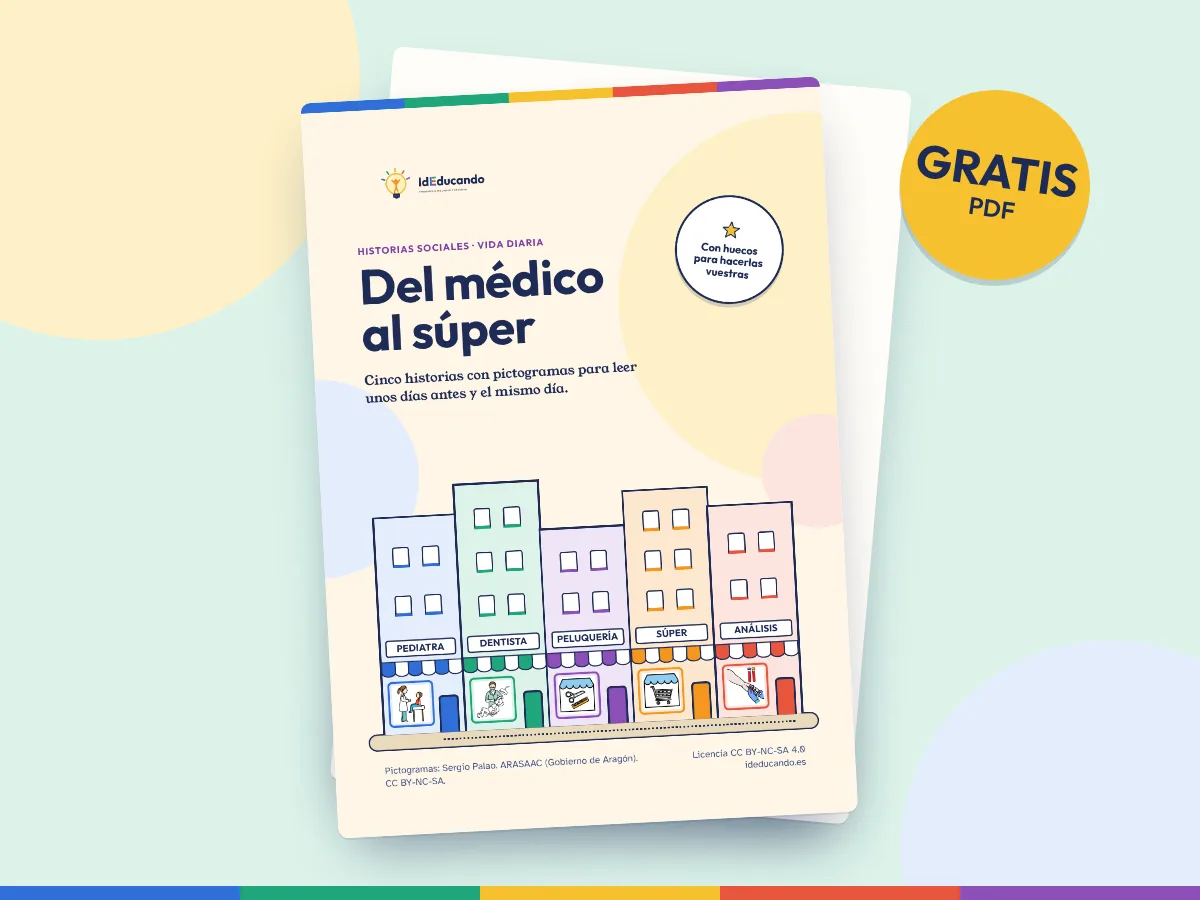 IdEducando
HISTORIAS SOCIALES · VIDA DIARIA
Del médico
al súper
Cinco historias con pictogramas para leer
unos días antes y el mismo día.
Con huecos
para hacerlas
vuestras
GRATIS
PDF
PEDIATRA
DENTISTA
PELUQUERÍA
SÚPER
ANÁLISIS
Pictogramas: Sergio Palao. ARASAAC (Gobierno de Aragón).
CC BY-NC-SA.
Licencia CC BY-NC-SA 4.0
ideducando.es